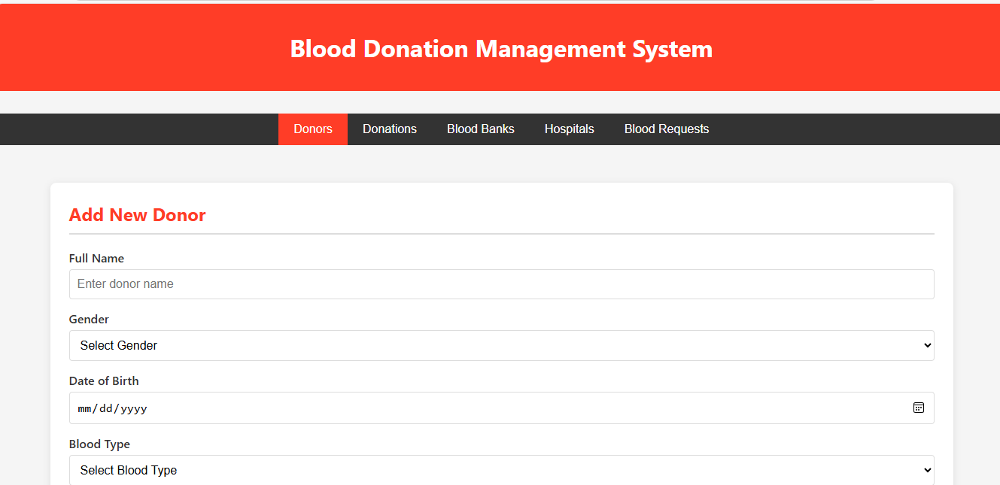 Blood Donation Management System
Donors Donations Blood Banks Hospitals Blood Requests
Add New Donor
Full Name
Enter donor name
Gender
Select Gender
Date of Birth
mm/dd/yyyy
Blood Type
Select Blood Type